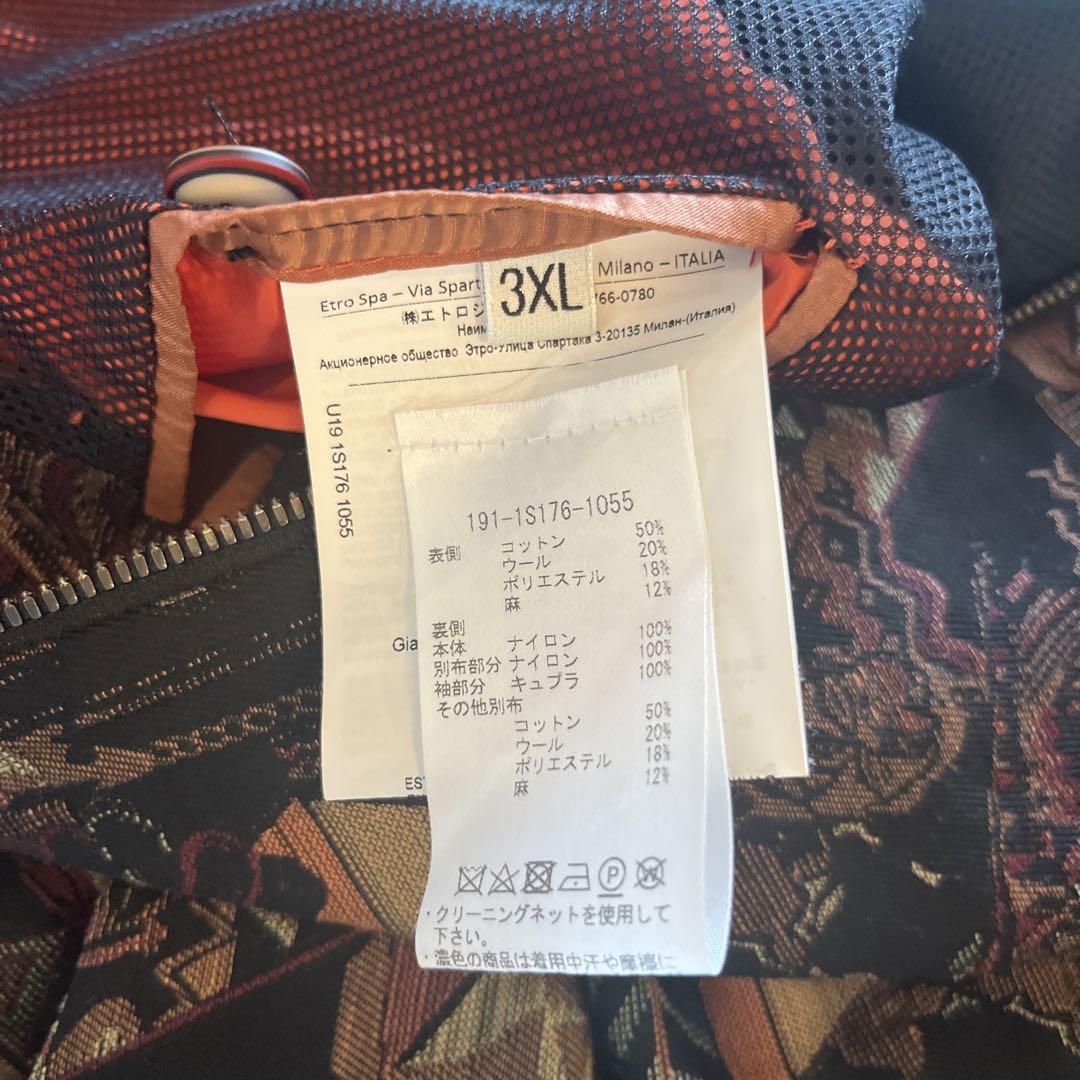 Etro Spa – Via Spart
3XL
Milano – ITALIA
㈱エトロジ
766-0780
Наим
Акционерное общество Этро-Улица Спартака 3-20135 Милан-(Италия)
U19 1S176 1055
Gia
EST
191-1S176-1055
表側 コットン 50%
ウール 20%
ポリエステル 18%
麻 12%
裏側
本体 ナイロン 100%
別布部分 ナイロン 100%
袖部分 キュプラ 100%
その他別布
コットン 50%
ウール 20%
ポリエステル 18%
麻 12%
P W
・クリーニングネットを使用して
下さい。
・濃色の商品は着用中汗や摩擦に